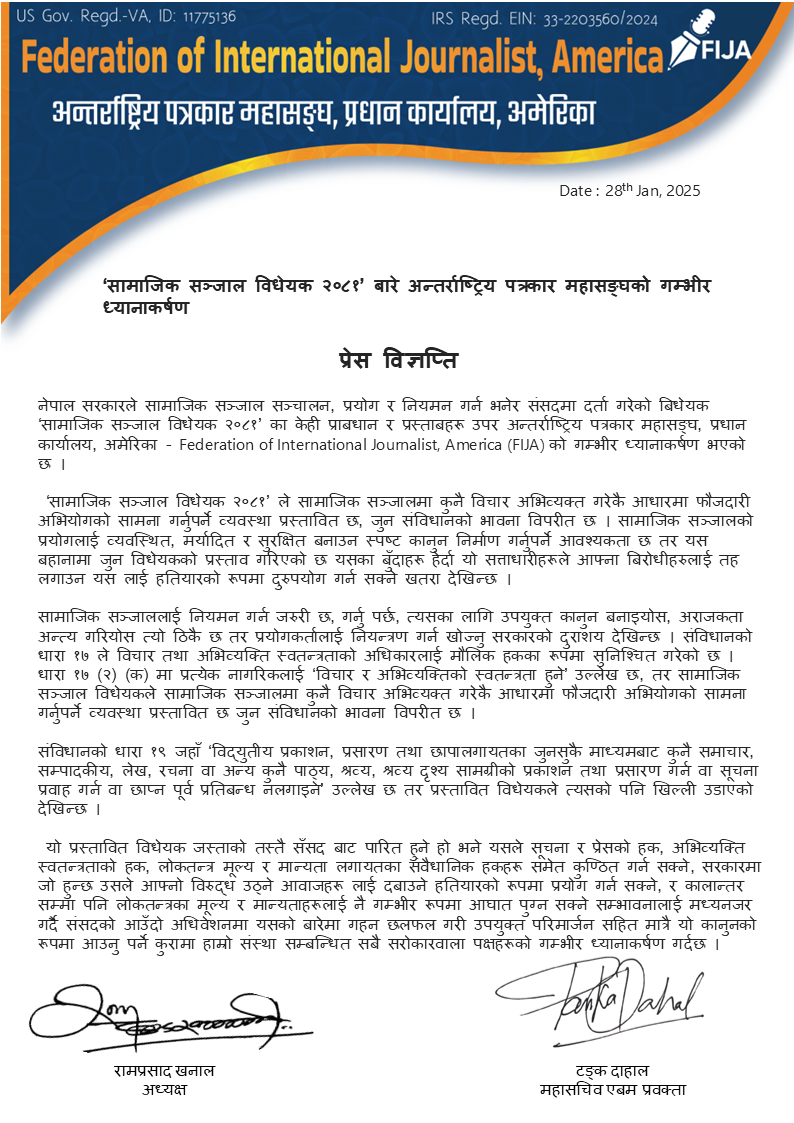 US Gov. Regd.-VA, ID: 11775136
IRS Regd. EIN: 33-2203560/2024
Federation of International Journalist, America
FIJA
अन्तर्राष्ट्रिय पत्रकार महासङ्घ, प्रधान कार्यालय, अमेरिका
Date : 28th Jan, 2025
‘सामाजिक सञ्जाल विधेयक २०८१’ बारे अन्तर्राष्ट्रिय पत्रकार महासङ्घको गम्भीर
ध्यानाकर्षण
प्रेस विज्ञप्ति
नेपाल सरकारले सामाजिक सञ्जाल सञ्चालन, प्रयोग र नियमन गर्न भनेर संसदमा दर्ता गरेको बिधेयक
‘सामाजिक सञ्जाल विधेयक २०८१’ का केही प्राबधान र प्रस्ताबहरू उपर अन्तर्राष्ट्रिय पत्रकार महासङ्घ, प्रधान
कार्यालय, अमेरिका - Federation of International Journalist, America (FIJA) को गम्भीर ध्यानाकर्षण भएको
छ ।
‘सामाजिक सञ्जाल विधेयक २०८१’ ले सामाजिक सञ्जालमा कुनै विचार अभिव्यक्त गरेकै आधारमा फौजदारी
अभियोगको सामना गर्नुपर्ने व्यवस्था प्रस्तावित छ, जुन संविधानको भावना विपरीत छ । सामाजिक सञ्जालको
प्रयोगलाई व्यवस्थित, मर्यादित र सुरक्षित बनाउन स्पष्ट कानुन निर्माण गर्नुपर्ने आवश्यकता छ तर यस
बहानामा जुन विधेयकको प्रस्ताव गरिएको छ यसका बुँदाहरू हेर्दा यो सत्ताधारीहरूले आफ्ना बिरोधीहरुलाई तह
लगाउन यस लाई हतियारको रूपमा दुरुपयोग गर्न सक्ने खतरा देखिन्छ ।
सामाजिक सञ्जाललाई नियमन गर्न जरुरी छ, गर्नु पर्छ, त्यसका लागि उपयुक्त कानुन बनाइयोस, अराजकता
अन्त्य गरियोस त्यो ठिकै छ तर प्रयोगकर्तालाई नियन्त्रण गर्न खोज्नु सरकारको दुराशय देखिन्छ । संविधानको
धारा १७ ले विचार तथा अभिव्यक्ति स्वतन्त्रताको अधिकारलाई मौलिक हकका रूपमा सुनिश्चित गरेको छ ।
धारा १७ (२) (क) मा प्रत्येक नागरिकलाई ‘विचार र अभिव्यक्तिको स्वतन्त्रता हुने’ उल्लेख छ, तर सामाजिक
सञ्जाल विधेयकले सामाजिक सञ्जालमा कुनै विचार अभिव्यक्त गरेकै आधारमा फौजदारी अभियोगको सामना
गर्नुपर्ने व्यवस्था प्रस्तावित छ जुन संविधानको भावना विपरीत छ ।
संविधानको धारा १९ जहाँ ‘विद्युतीय प्रकाशन, प्रसारण तथा छापालगायतका जुनसुकै माध्यमबाट कुनै समाचार,
सम्पादकीय, लेख, रचना वा अन्य कुनै पाठ्य, श्रव्य, श्रव्य दृश्य सामग्रीको प्रकाशन तथा प्रसारण गर्न वा सूचना
प्रवाह गर्न वा छाप्न पूर्व प्रतिबन्ध नलगाइने’ उल्लेख छ तर प्रस्तावित विधेयकले त्यसको पनि खिल्ली उडाएको
देखिन्छ ।
यो प्रस्तावित विधेयक जस्ताको तस्तै सँसद बाट पारित हुने हो भने यसले सूचना र प्रेसको हक, अभिव्यक्ति
स्वतन्त्रताको हक, लोकतन्त्र मूल्य र मान्यता लगायतका संवैधानिक हकहरू समेत कुण्ठित गर्न सक्ने, सरकारमा
जो हुन्छ उसले आफ्नो विरुद्ध उठ्ने आवाजहरू लाई दबाउने हतियारको रूपमा प्रयोग गर्न सक्ने, र कालान्तर
सम्मा पनि लोकतन्त्रका मूल्य र मान्यताहरूलाई नै गम्भीर रूपमा आघात पुग्न सक्ने सम्भावनालाई मध्यनजर
गर्दै संसदको आउँदो अधिवेशनमा यसको बारेमा गहन छलफल गरी उपयुक्त परिमार्जन सहित मात्रै यो कानुनको
रूपमा आउनु पर्ने कुरामा हाम्रो संस्था सम्बन्धित सबै सरोकारवाला पक्षहरूको गम्भीर ध्यानाकर्षण गर्दछ ।
Tanka Dahal
रामप्रसाद खनाल
टङ्क दाहाल
अध्यक्ष
महासचिव एबम प्रवक्ता